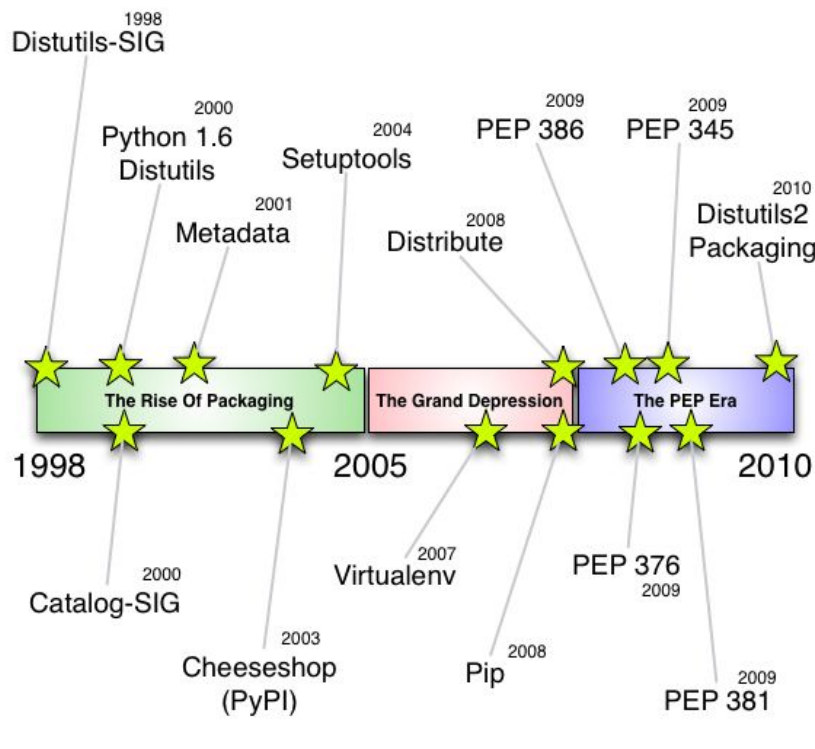 1998
Distutils-SIG
2000
Python 1.6
Distutils
2001
Metadata
2004
Setuptools
2008
Distribute
2009
PEP 386
2009
PEP 345
2010
Distutils2
Packaging
The Rise Of Packaging
The Grand Depression
The PEP Era
1998
2005
2010
2000
Catalog-SIG
2003
Cheeseshop
(PyPI)
2007
Virtualenv
2008
Pip
PEP 376
2009
2009
PEP 381